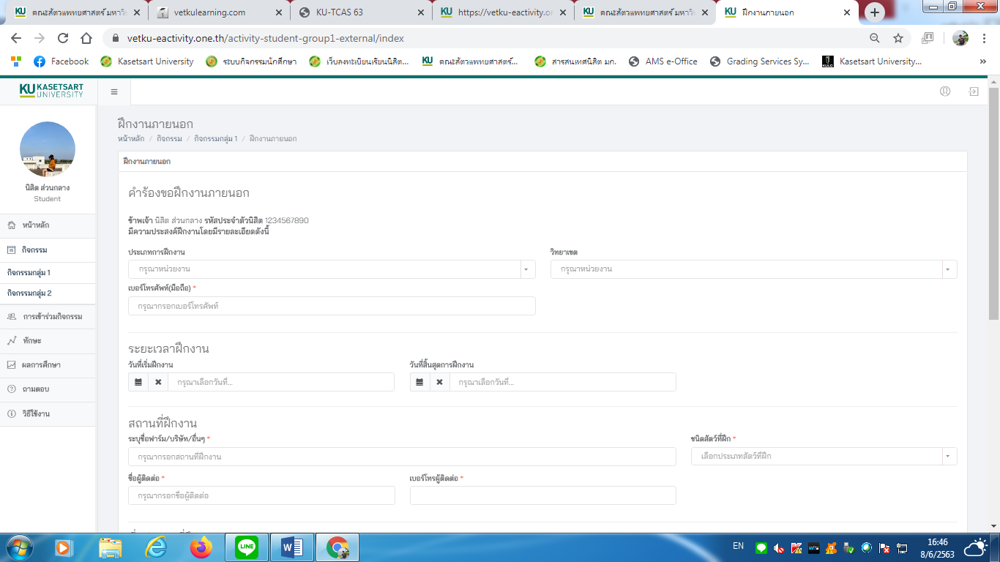 คณะสัตวแพทยศาสตร์ มหาวิท
vetkulearning.com
KU-TCAS 63
https://vetku-eactivity.on
คณะสัตวแพทยศาสตร์ มหาวิ
ฝึกงานภายนอก
vetku-eactivity.one.th/activity-student-group1-external/index
Facebook
Kasetsart University
ระบบกิจกรรมนักศึกษา
เว็บลงทะเบียนเรียนนิสิต...
คณะสัตวแพทยศาสตร์...
สารสนเทศนิสิต มก.
AMS e-Office
Grading Services Sy...
Kasetsart University...
KU KASETSART
UNIVERSITY
ฝึกงานภายนอก
หน้าหลัก / กิจกรรม / กิจกรรมกลุ่ม 1 / ฝึกงานภายนอก
นิสิต ส่วนกลาง
Student
หน้าหลัก
กิจกรรม
กิจกรรมกลุ่ม 1
กิจกรรมกลุ่ม 2
การเข้าร่วมกิจกรรม
ทักษะ
ผลการศึกษา
ถามตอบ
วิธีใช้งาน
ฝึกงานภายนอก
คำร้องขอฝึกงานภายนอก
ข้าพเจ้า นิสิต ส่วนกลาง รหัสประจำตัวนิสิต 1234567890
มีความประสงค์ฝึกงานโดยมีรายละเอียดดังนี้
ประเภทการฝึกงาน
วิทยาเขต
กรุณาหน่วยงาน
กรุณาหน่วยงาน
เบอร์โทรศัพท์(มือถือ) *
กรุณากรอกเบอร์โทรศัพท์
ระยะเวลาฝึกงาน
วันที่เริ่มฝึกงาน
วันที่สิ้นสุดการฝึกงาน
กรุณาเลือกวันที่...
กรุณาเลือกวันที่...
สถานที่ฝึกงาน
ระบุชื่อฟาร์ม/บริษัท/อื่นๆ *
ชนิดสัตว์ที่ฝึก *
กรุณากรอกสถานที่ฝึกงาน
เลือกประเภทสัตว์ที่ฝึก
ชื่อผู้ติดต่อ *
เบอร์โทรผู้ติดต่อ *
กรุณากรอกชื่อผู้ติดต่อ
LINE
EN
16:46
8/6/2563